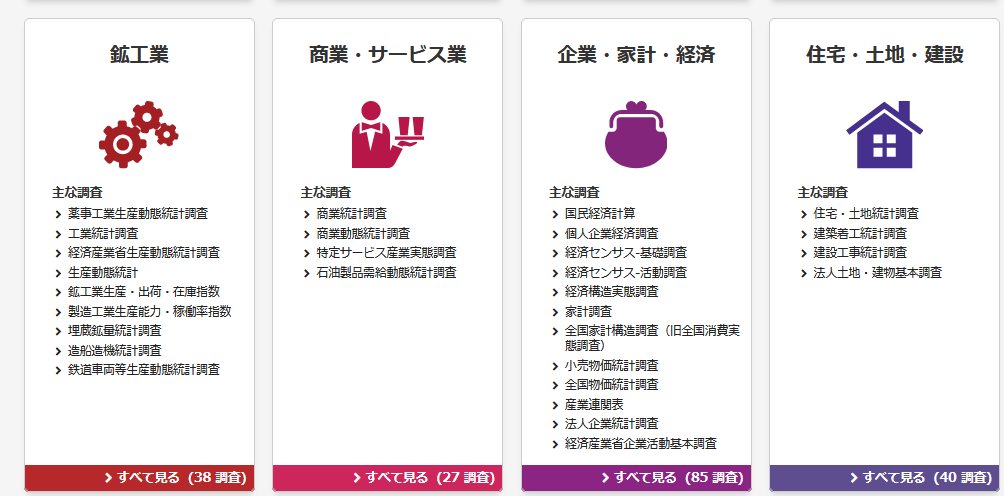 鉱工業
主な調査
薬事工業生産動態統計調査
工業統計調査
経済産業省生産動態統計調査
生産動態統計
鉱工業生産・出荷・在庫指数
製造工業生産能力・稼働率指数
埋蔵鉱量統計調査
造船造機統計調査
鉄道車両等生産動態統計調査
すべて見る（38 調査）
商業・サービス業
主な調査
商業統計調査
商業動態統計調査
特定サービス産業実態調査
石油製品需給動態統計調査
すべて見る（27 調査）
企業・家計・経済
主な調査
国民経済計算
個人企業経済調査
経済センサス‐基礎調査
経済センサス‐活動調査
経済構造実態調査
家計調査
全国家計構造調査（旧全国消費実
態調査）
小売物価統計調査
全国物価統計調査
産業連関表
法人企業統計調査
経済産業省企業活動基本調査
すべて見る（85 調査）
住宅・土地・建設
主な調査
住宅・土地統計調査
建築着工統計調査
建設工事統計調査
法人土地・建物基本調査
すべて見る（40 調査）